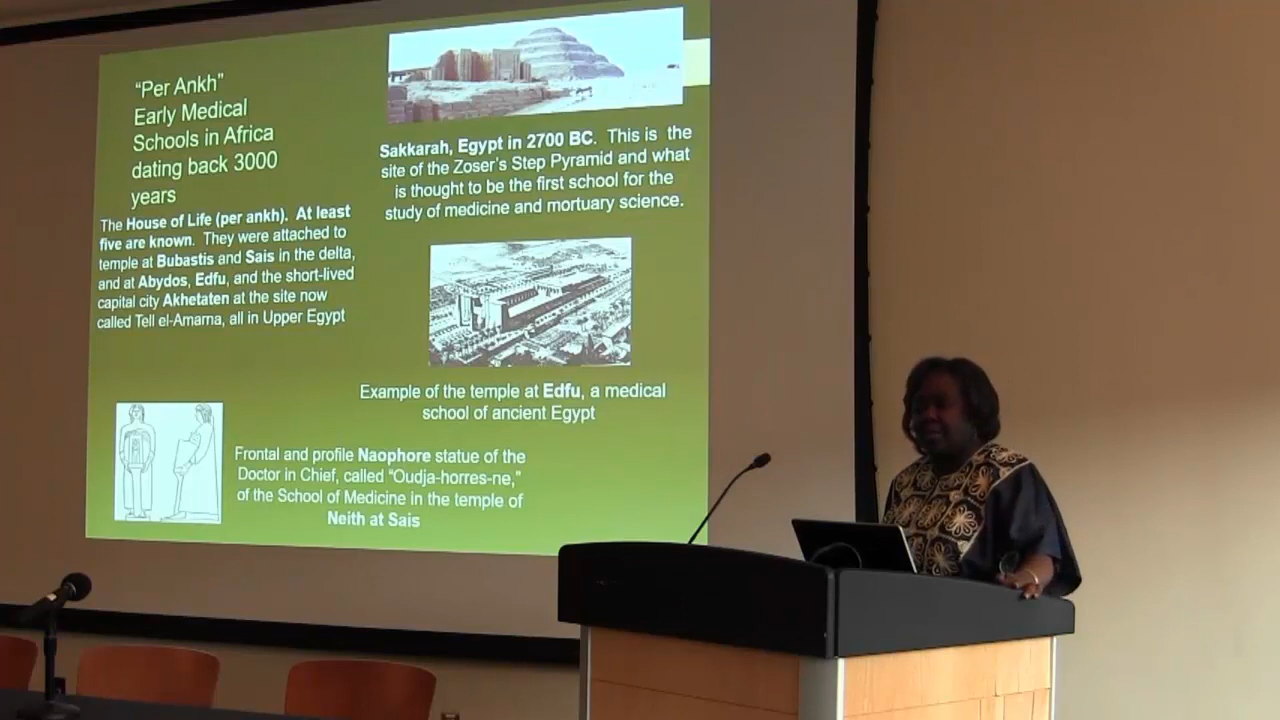 “Per Ankh”
Early Medical
Schools in Africa
dating back 3000
years
The House of Life (per ankh). At least
five are known. They were attached to
temple at Bubastis and Sais in the delta,
and at Abydos, Edfu, and the short-lived
capital city Akhetaten at the site now
called Tell el-Amarna, all in Upper Egypt
Sakkarah, Egypt in 2700 BC. This is the
site of the Zoser’s Step Pyramid and what
is thought to be the first school for the
study of medicine and mortuary science.
Example of the temple at Edfu, a medical
school of ancient Egypt
Frontal and profile Naophore statue of the
Doctor in Chief, called “Oudja-horres-ne,”
of the School of Medicine in the temple of
Neith at Sais